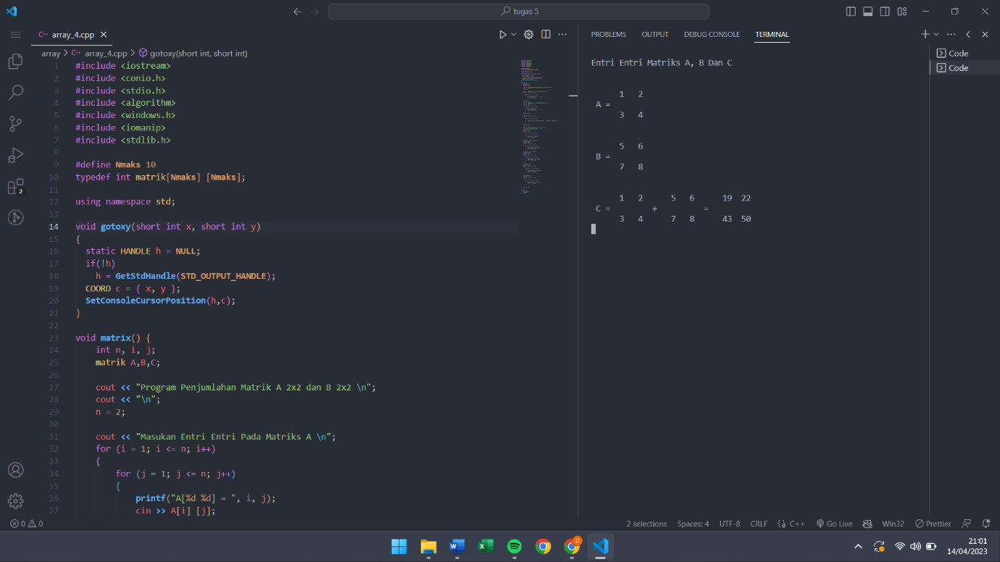 tugas 5
array_4.cpp
array > array_4.cpp > gotoxy(short int, short int)
1 #include <iostream>
2 #include <conio.h>
3 #include <stdio.h>
4 #include <algorithm>
5 #include <windows.h>
6 #include <iomanip>
7 #include <stdlib.h>
8
9 #define Nmaks 10
10 typedef int matrik[Nmaks] [Nmaks];
11
12 using namespace std;
13
14 void gotoxy(short int x, short int y)
15 {
16 static HANDLE h = NULL;
17 if(!h)
18 h = GetStdHandle(STD_OUTPUT_HANDLE);
19 COORD c = { x, y };
20 SetConsoleCursorPosition(h,c);
21 }
22
23 void matrix() {
24 int n, i, j;
25 matrik A,B,C;
26
27 cout << "Program Penjumlahan Matrik A 2x2 dan B 2x2 \n";
28 cout << "\n";
29 n = 2;
30
31 cout << "Masukan Entri Entri Pada Matriks A \n";
32 for (i = 1; i <= n; i++)
33 {
34 for (j = 1; j <= n; j++)
35 {
36 printf("A[%d %d] = ", i, j);
37 cin >> A[i] [j];
PROBLEMS OUTPUT DEBUG CONSOLE TERMINAL
Entri Entri Matriks A, B Dan C
1 2
A =
3 4
5 6
B =
7 8
1 2 5 6 19 22
C = + =
3 4 7 8 43 50
Code
Code
2
0 0
2 selections Spaces: 4 UTF-8 CRLF {} C++ Go Live Win32 Prettier
21:01
14/04/2023